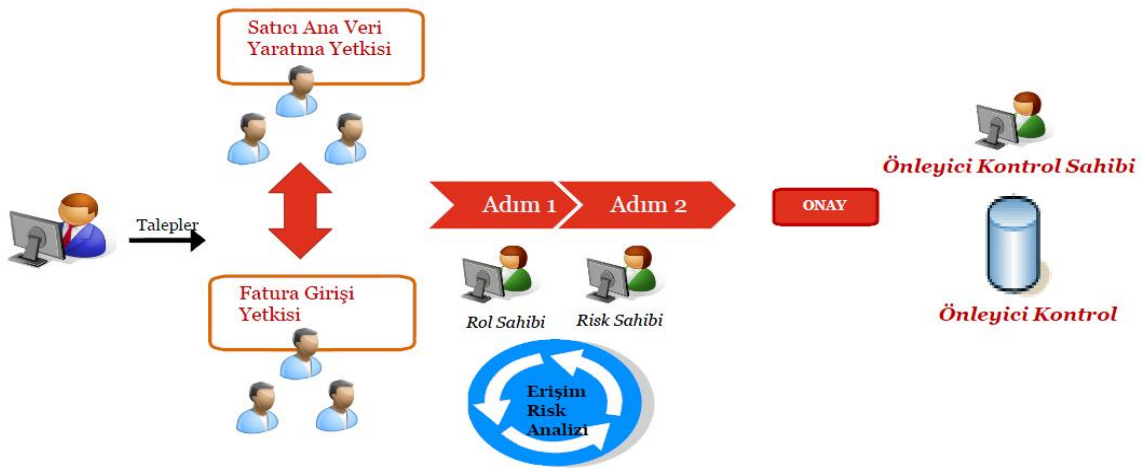 Satıcı Ana Veri
Yaratma Yetkisi
Talepler
Fatura Girişi
Yetkisi
Adım 1
Adım 2
Rol Sahibi
Risk Sahibi
Erişim
Risk
Analizi
ONAY
Önleyici Kontrol Sahibi
Önleyici Kontrol